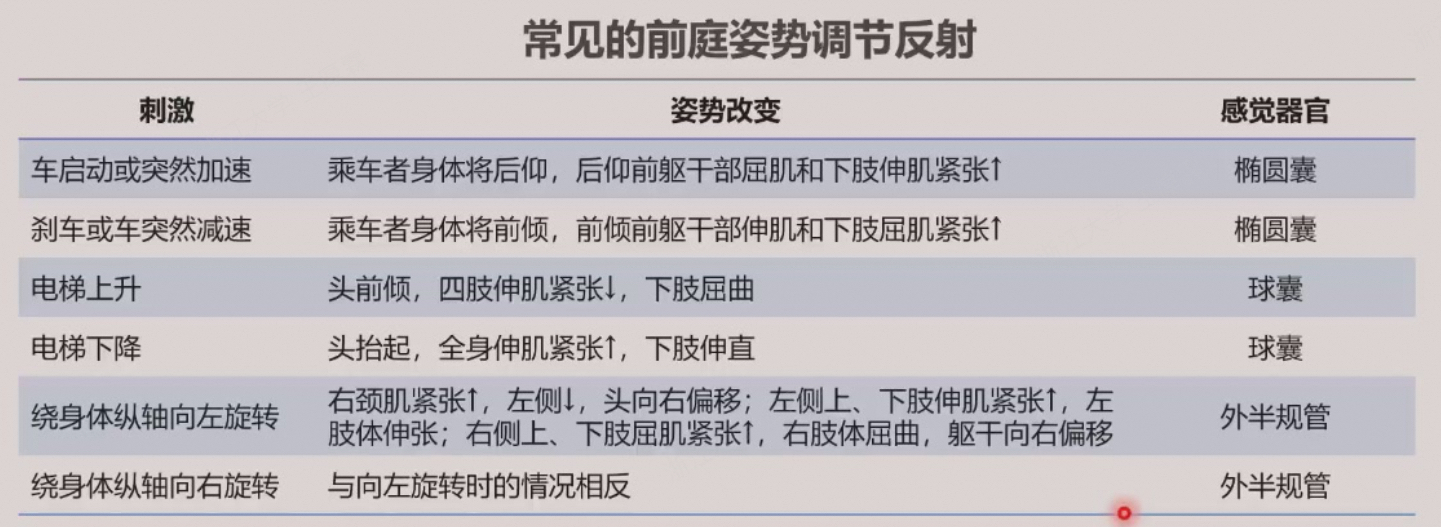 常见的前庭姿势调节反射
刺激 姿势改变 感觉器官
车启动或突然加速 乘车者身体将后仰，后仰前躯干部屈肌和下肢伸肌紧张↑ 椭圆囊
刹车或车突然减速 乘车者身体将前倾，前倾前躯干部伸肌和下肢屈肌紧张↑ 椭圆囊
电梯上升 头前倾，四肢伸肌紧张↓，下肢屈曲 球囊
电梯下降 头抬起，全身伸肌紧张↑，下肢伸直 球囊
绕身体纵轴向左旋转 右颈肌紧张↑，左侧↓，头向右偏移；左侧上、下肢伸肌紧张↑，左
肢体伸张；右侧上、下肢屈肌紧张↑，右肢体屈曲，躯干向右偏移 外半规管
绕身体纵轴向右旋转 与向左旋转时的情况相反 外半规管